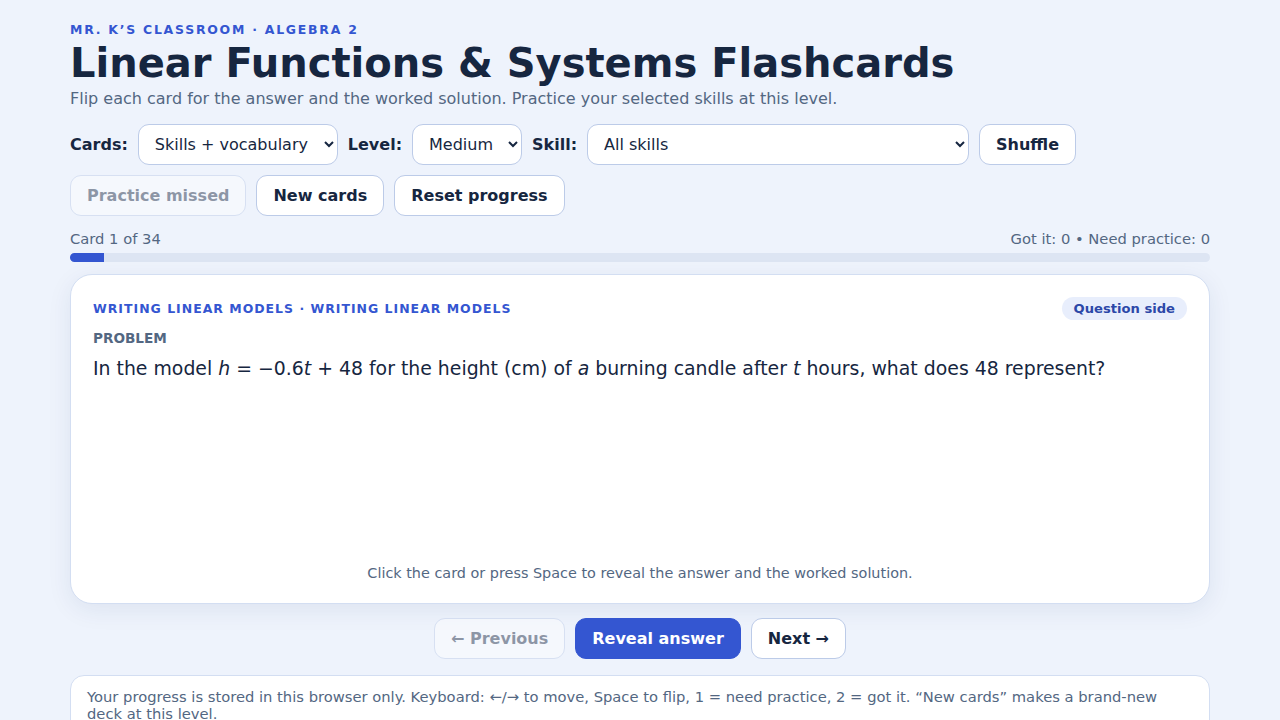 MR. K’S CLASSROOM · ALGEBRA 2
Linear Functions & Systems Flashcards
Flip each card for the answer and the worked solution. Practice your selected skills at this level.
Cards: Skills + vocabulary Level: Medium Skill: All skills Shuffle
Practice missed New cards Reset progress
Card 1 of 34 Got it: 0 • Need practice: 0
WRITING LINEAR MODELS · WRITING LINEAR MODELS Question side
PROBLEM
In the model h = −0.6t + 48 for the height (cm) of a burning candle after t hours, what does 48 represent?
Click the card or press Space to reveal the answer and the worked solution.
← Previous Reveal answer Next →
Your progress is stored in this browser only. Keyboard: ←/→ to move, Space to flip, 1 = need practice, 2 = got it. “New cards” makes a brand-new
deck at this level.